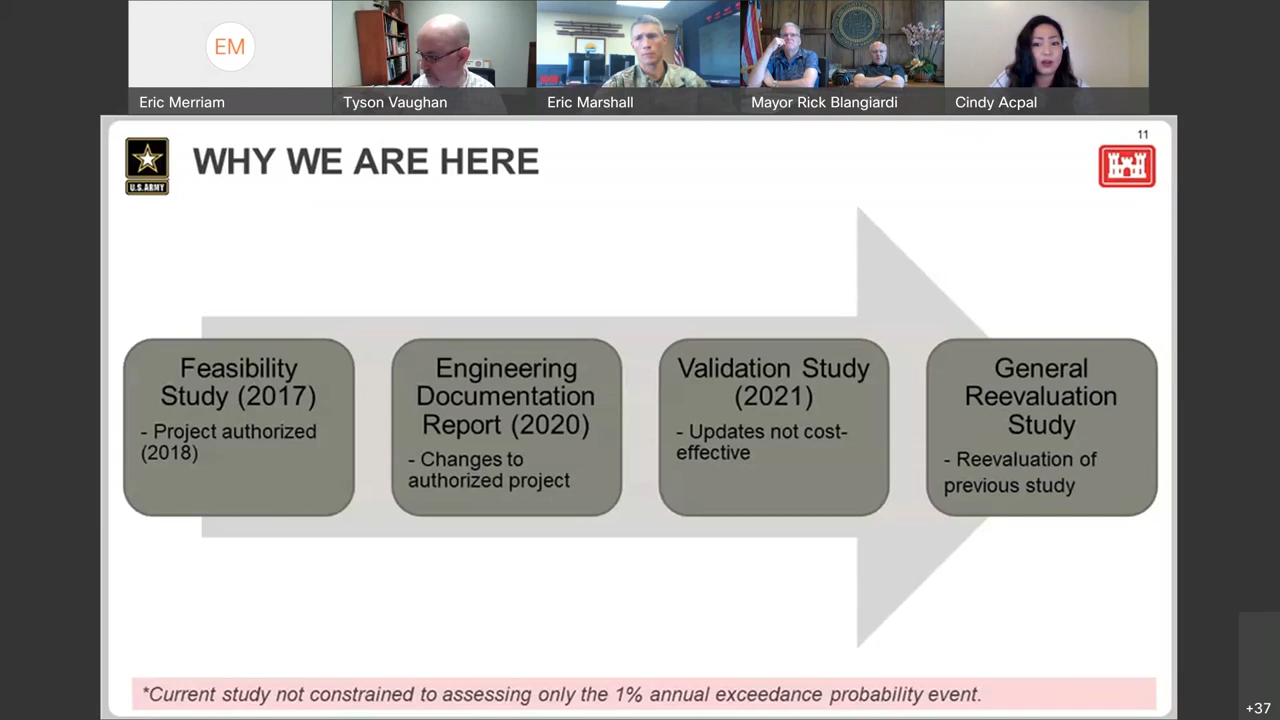 EM
Eric Merriam
Tyson Vaughan
Eric Marshall
Mayor Rick Blangiardi
Cindy Acpal
11
U.S.ARMY
WHY WE ARE HERE
Feasibility
Study (2017)
- Project authorized
(2018)
Engineering
Documentation
Report (2020)
- Changes to
authorized project
Validation Study
(2021)
- Updates not cost-
effective
General
Reevaluation
Study
- Reevaluation of
previous study
*Current study not constrained to assessing only the 1% annual exceedance probability event.
+37